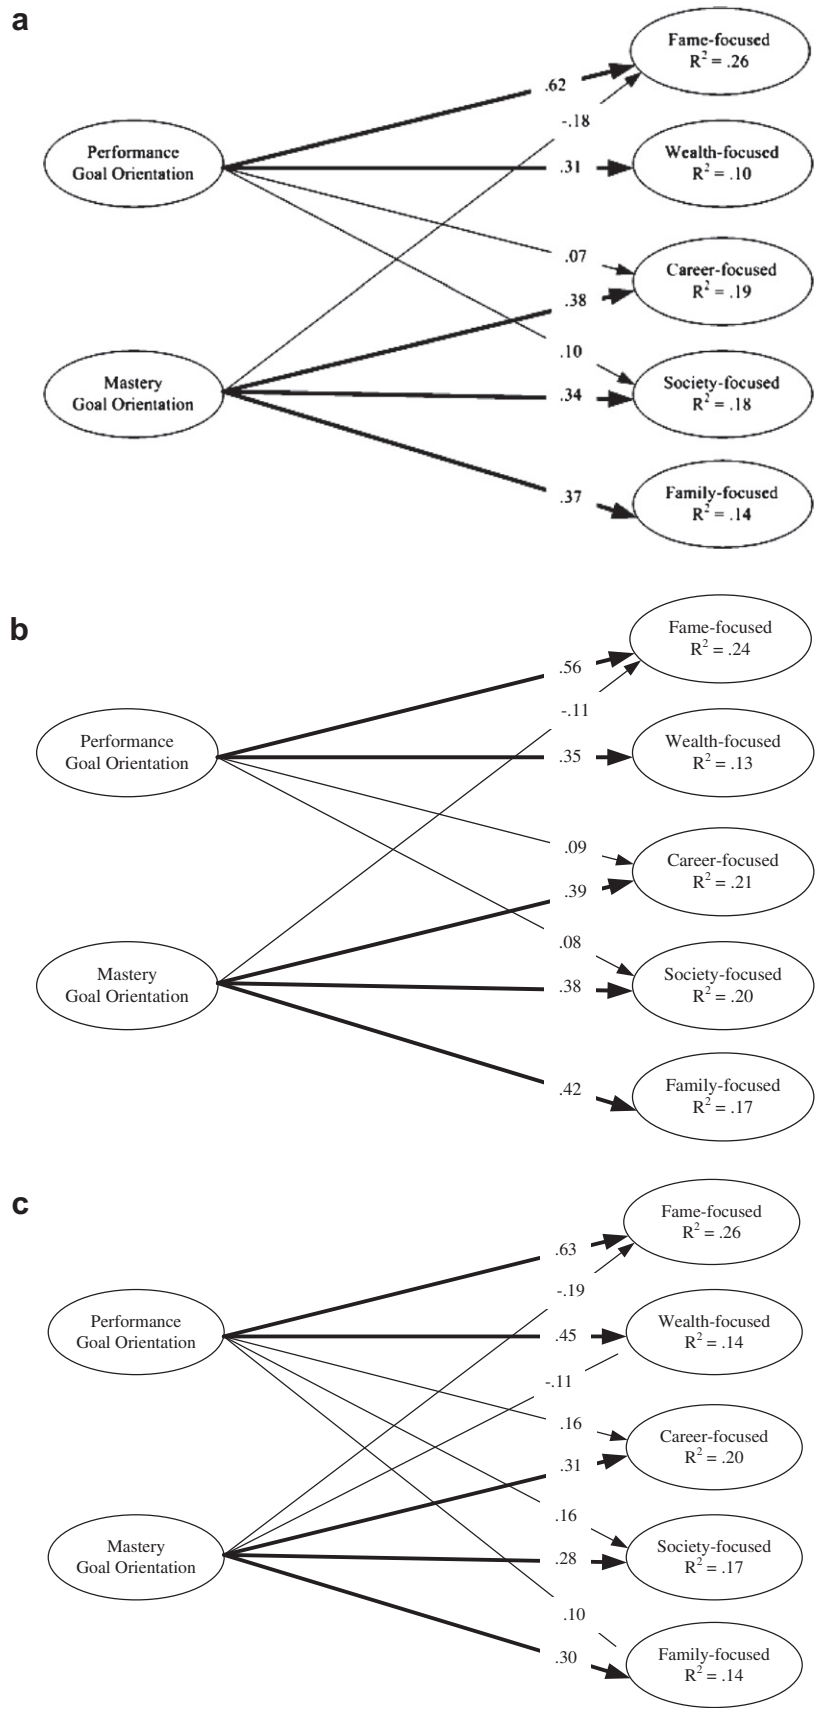 a
Fame-focused
R² = .26
.62
-.18
Performance
Goal Orientation
.31
Wealth-focused
R² = .10
.07
Career-focused
R² = .19
.38
.10
Mastery
Goal Orientation
.34
Society-focused
R² = .18
.37
Family-focused
R² = .14
b
Fame-focused
R² = .24
.56
-.11
Performance
Goal Orientation
.35
Wealth-focused
R² = .13
.09
Career-focused
R² = .21
.39
.08
Mastery
Goal Orientation
.38
Society-focused
R² = .20
.42
Family-focused
R² = .17
c
Fame-focused
R² = .26
.63
-.19
Performance
Goal Orientation
.45
Wealth-focused
R² = .14
-.11
.16
Career-focused
R² = .20
.31
.16
Mastery
Goal Orientation
.28
Society-focused
R² = .17
.10
.30
Family-focused
R² = .14